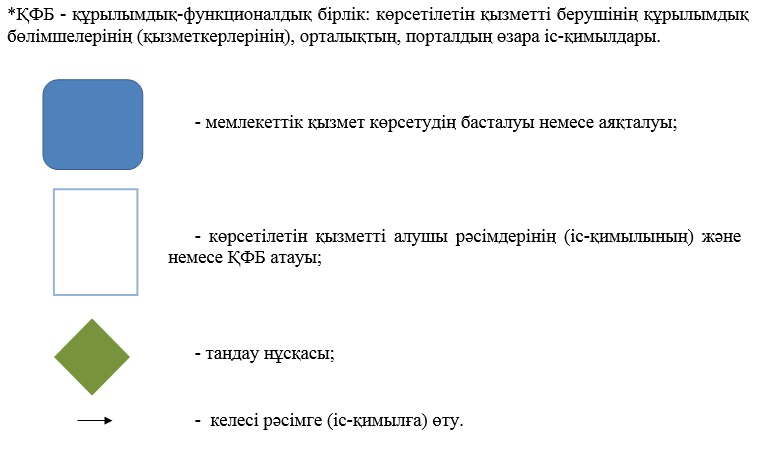 *ҚФБ - құрылымдық-функционалдық бірлік: көрсетілетін қызметті берушінің құрылымдық
бөлімшелерінің (қызметкерлерінің), орталықтың, порталдың өзара іс-қимылдары.
- мемлекеттік қызмет көрсетудің басталуы немесе аяқталуы;
- көрсетілетін қызметті алушы рәсімдерінің (іс-қимылының) және
немесе ҚФБ атауы;
- таңдау нұсқасы;
- келесі рәсімге (іс-қимылға) өту.